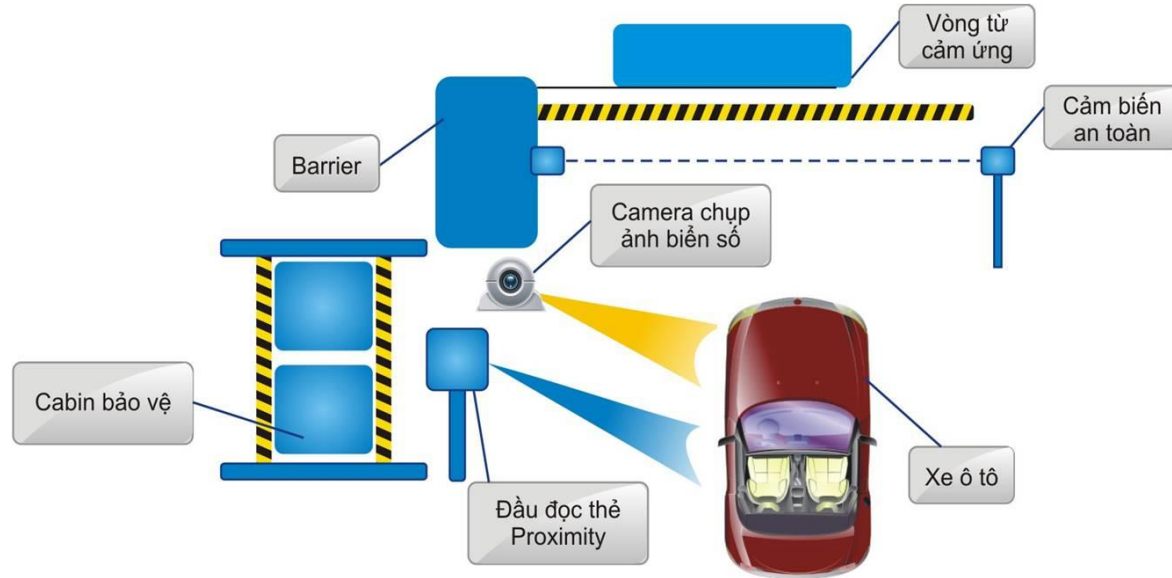 Vòng từ
cảm ứng
Cảm biến
an toàn
Barrier
Camera chụp
ảnh biển số
Cabin bảo vệ
Xe ô tô
Đầu đọc thẻ
Proximity